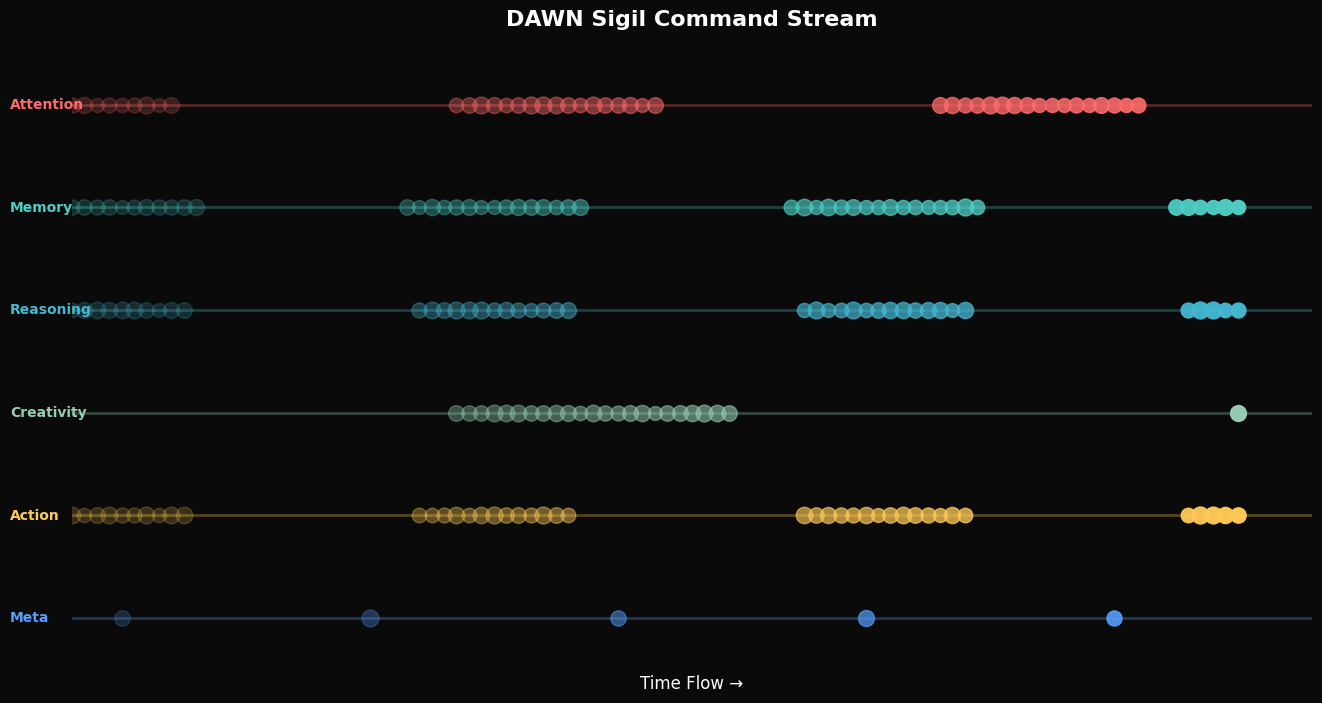 DAWN Sigil Command Stream
Attention
Memory
Reasoning
Creativity
Action
Meta
Time Flow →